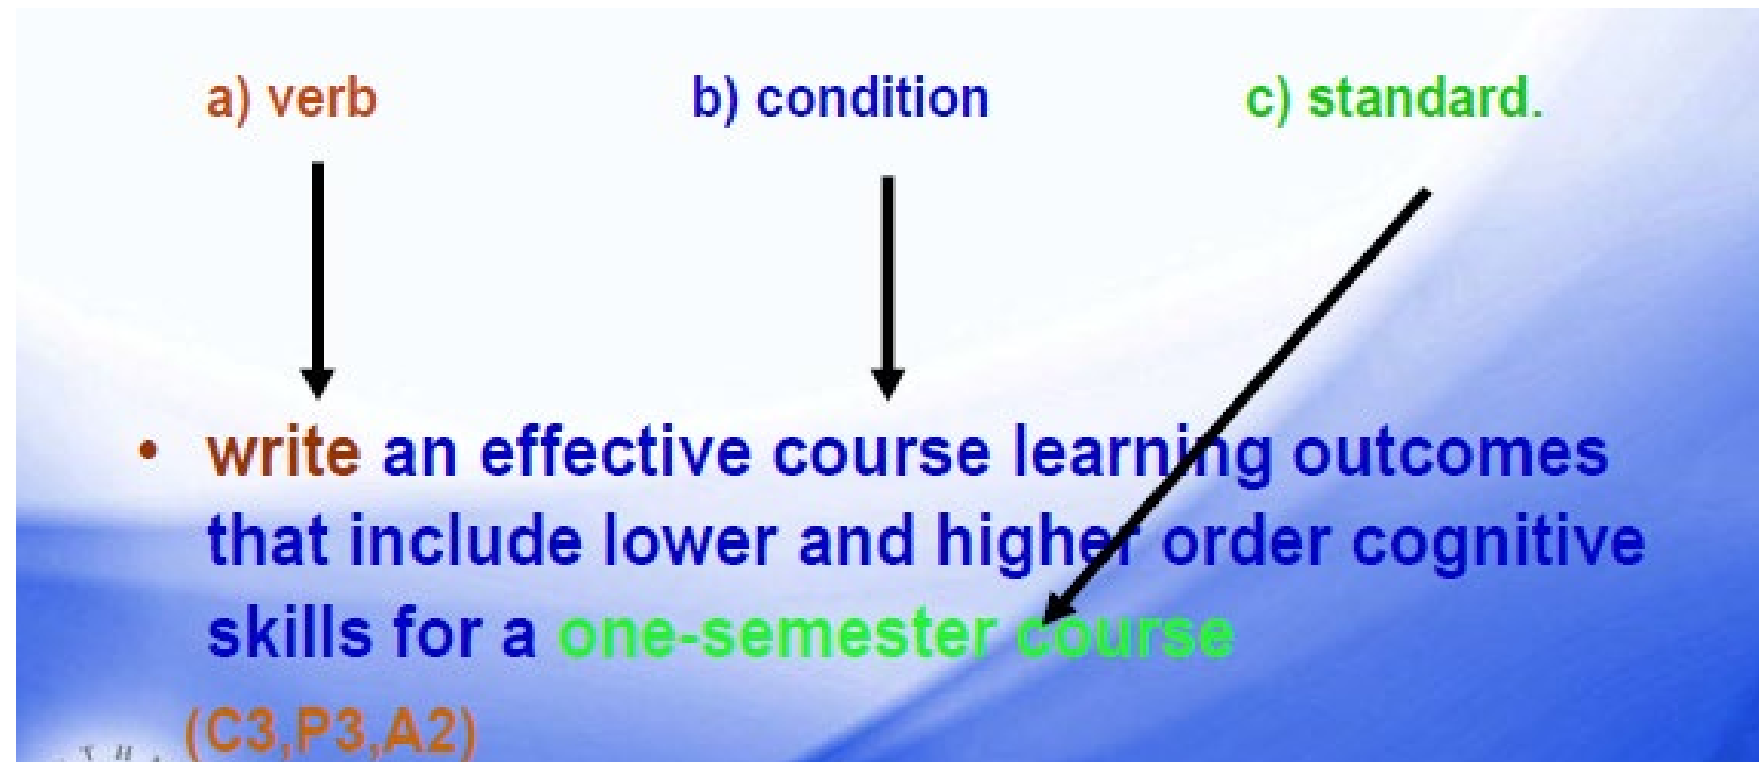 a) verb b) condition c) standard.
• write an effective course learning outcomes
that include lower and higher order cognitive
skills for a one-semester course
(C3,P3,A2)